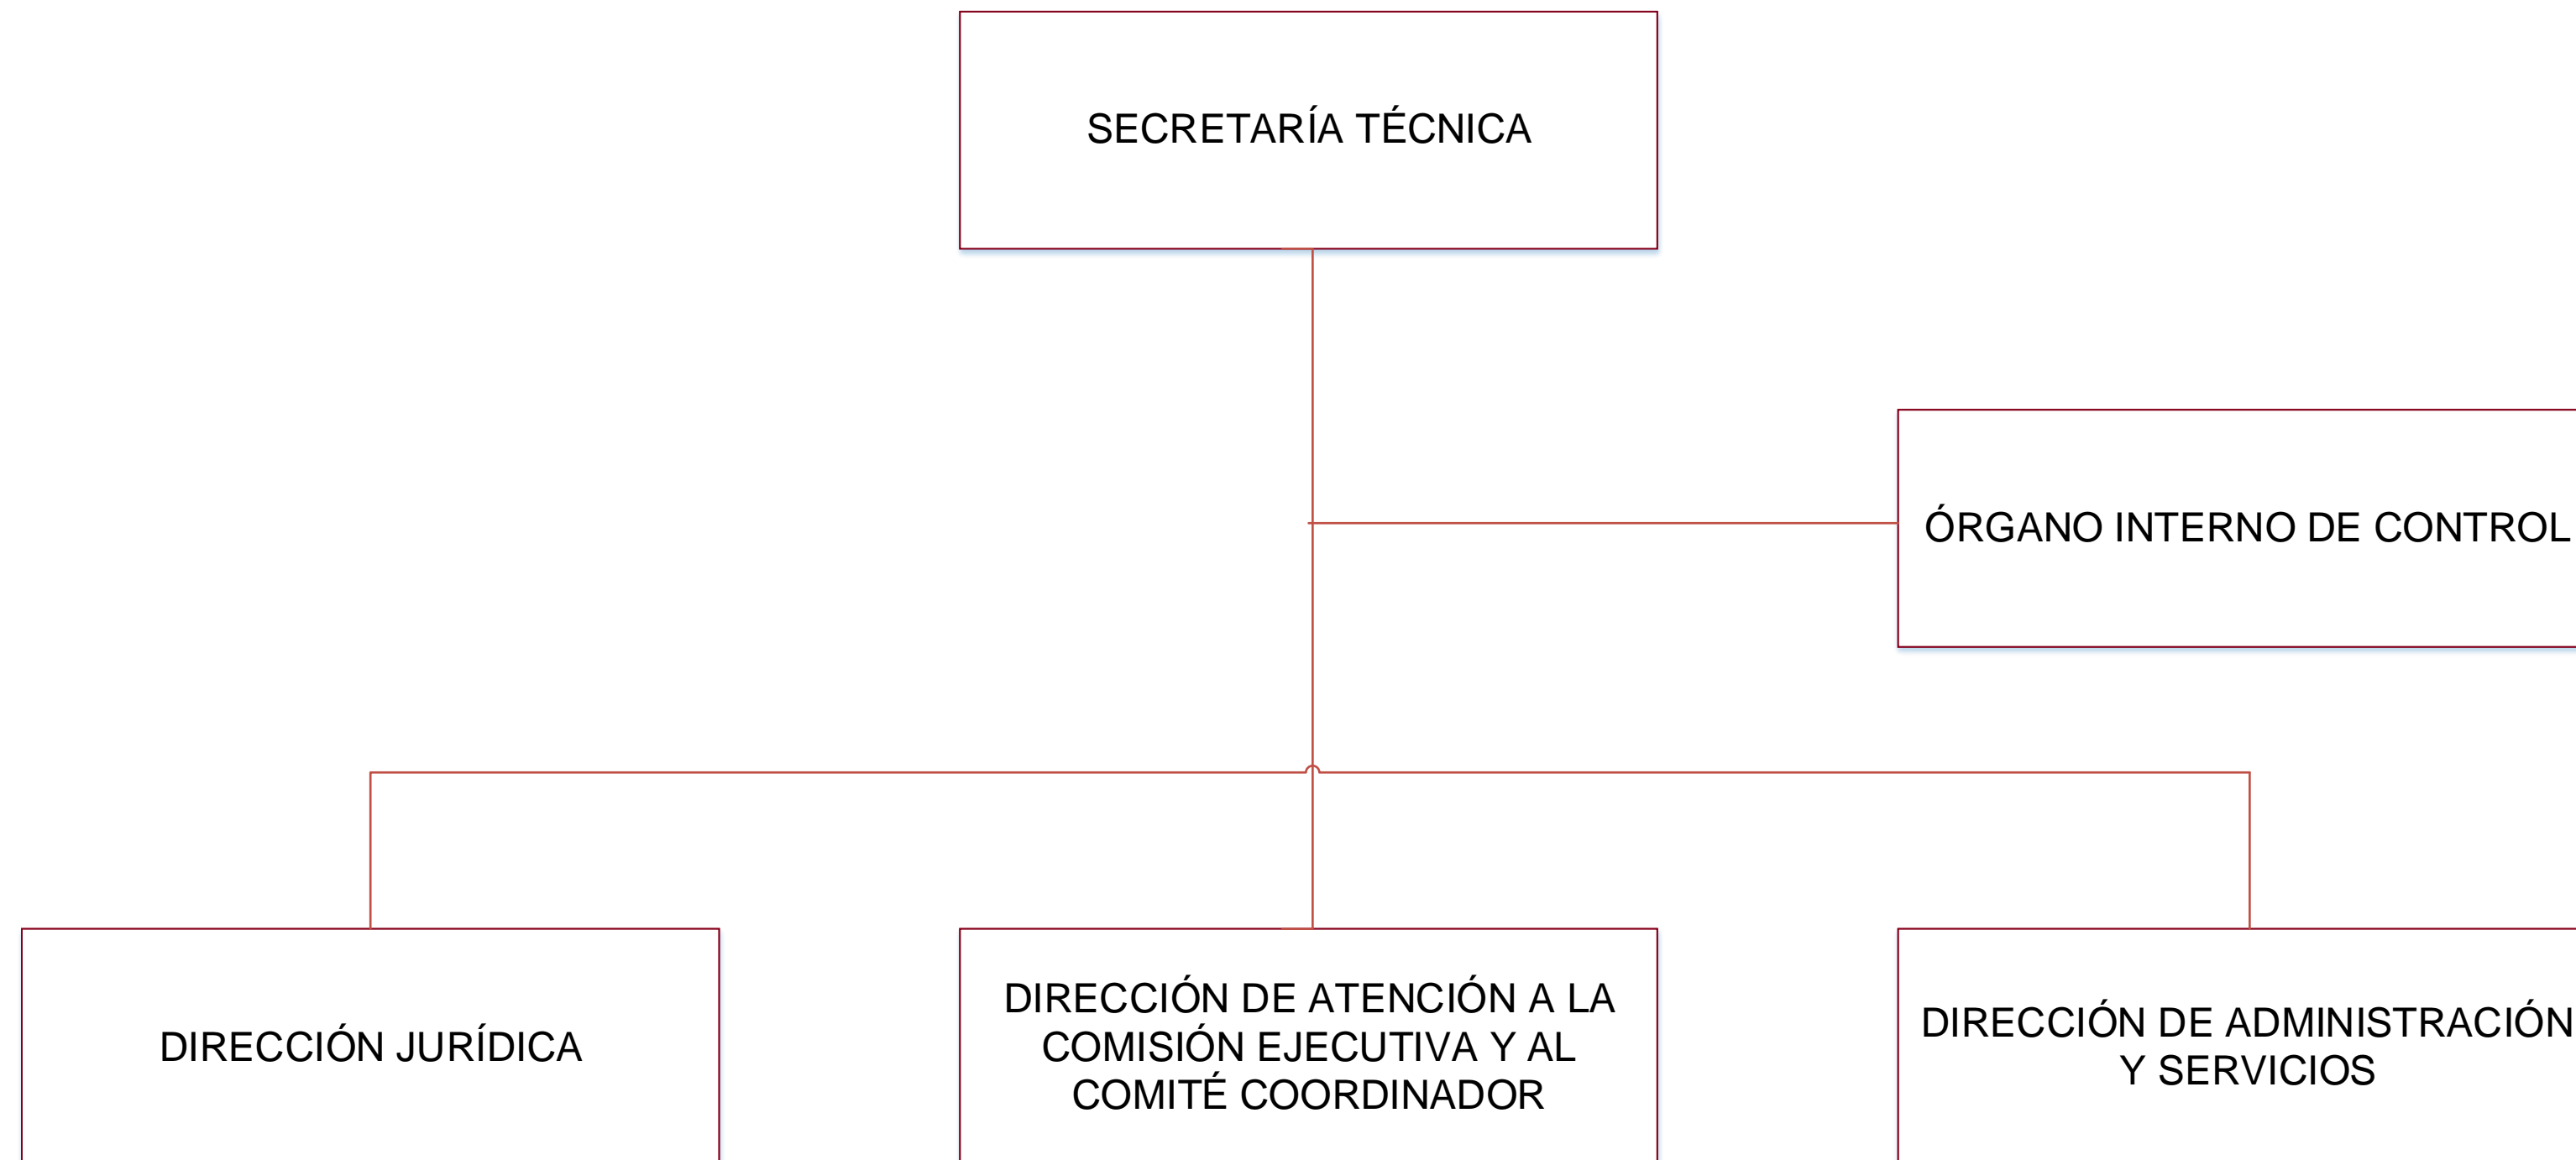 SECRETARÍA TÉCNICA
ÓRGANO INTERNO DE CONTROL
DIRECCIÓN JURÍDICA
DIRECCIÓN DE ATENCIÓN A LA
COMISIÓN EJECUTIVA Y AL
COMITÉ COORDINADOR
DIRECCIÓN DE ADMINISTRACIÓN
Y SERVICIOS